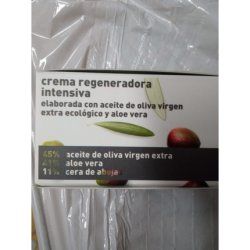 crema regeneradora
intensiva
elaborada con aceite de oliva virgen
extra ecológico y aloe vera
45% aceite de oliva virgen extra
41% aloe vera
11% cera de abeja